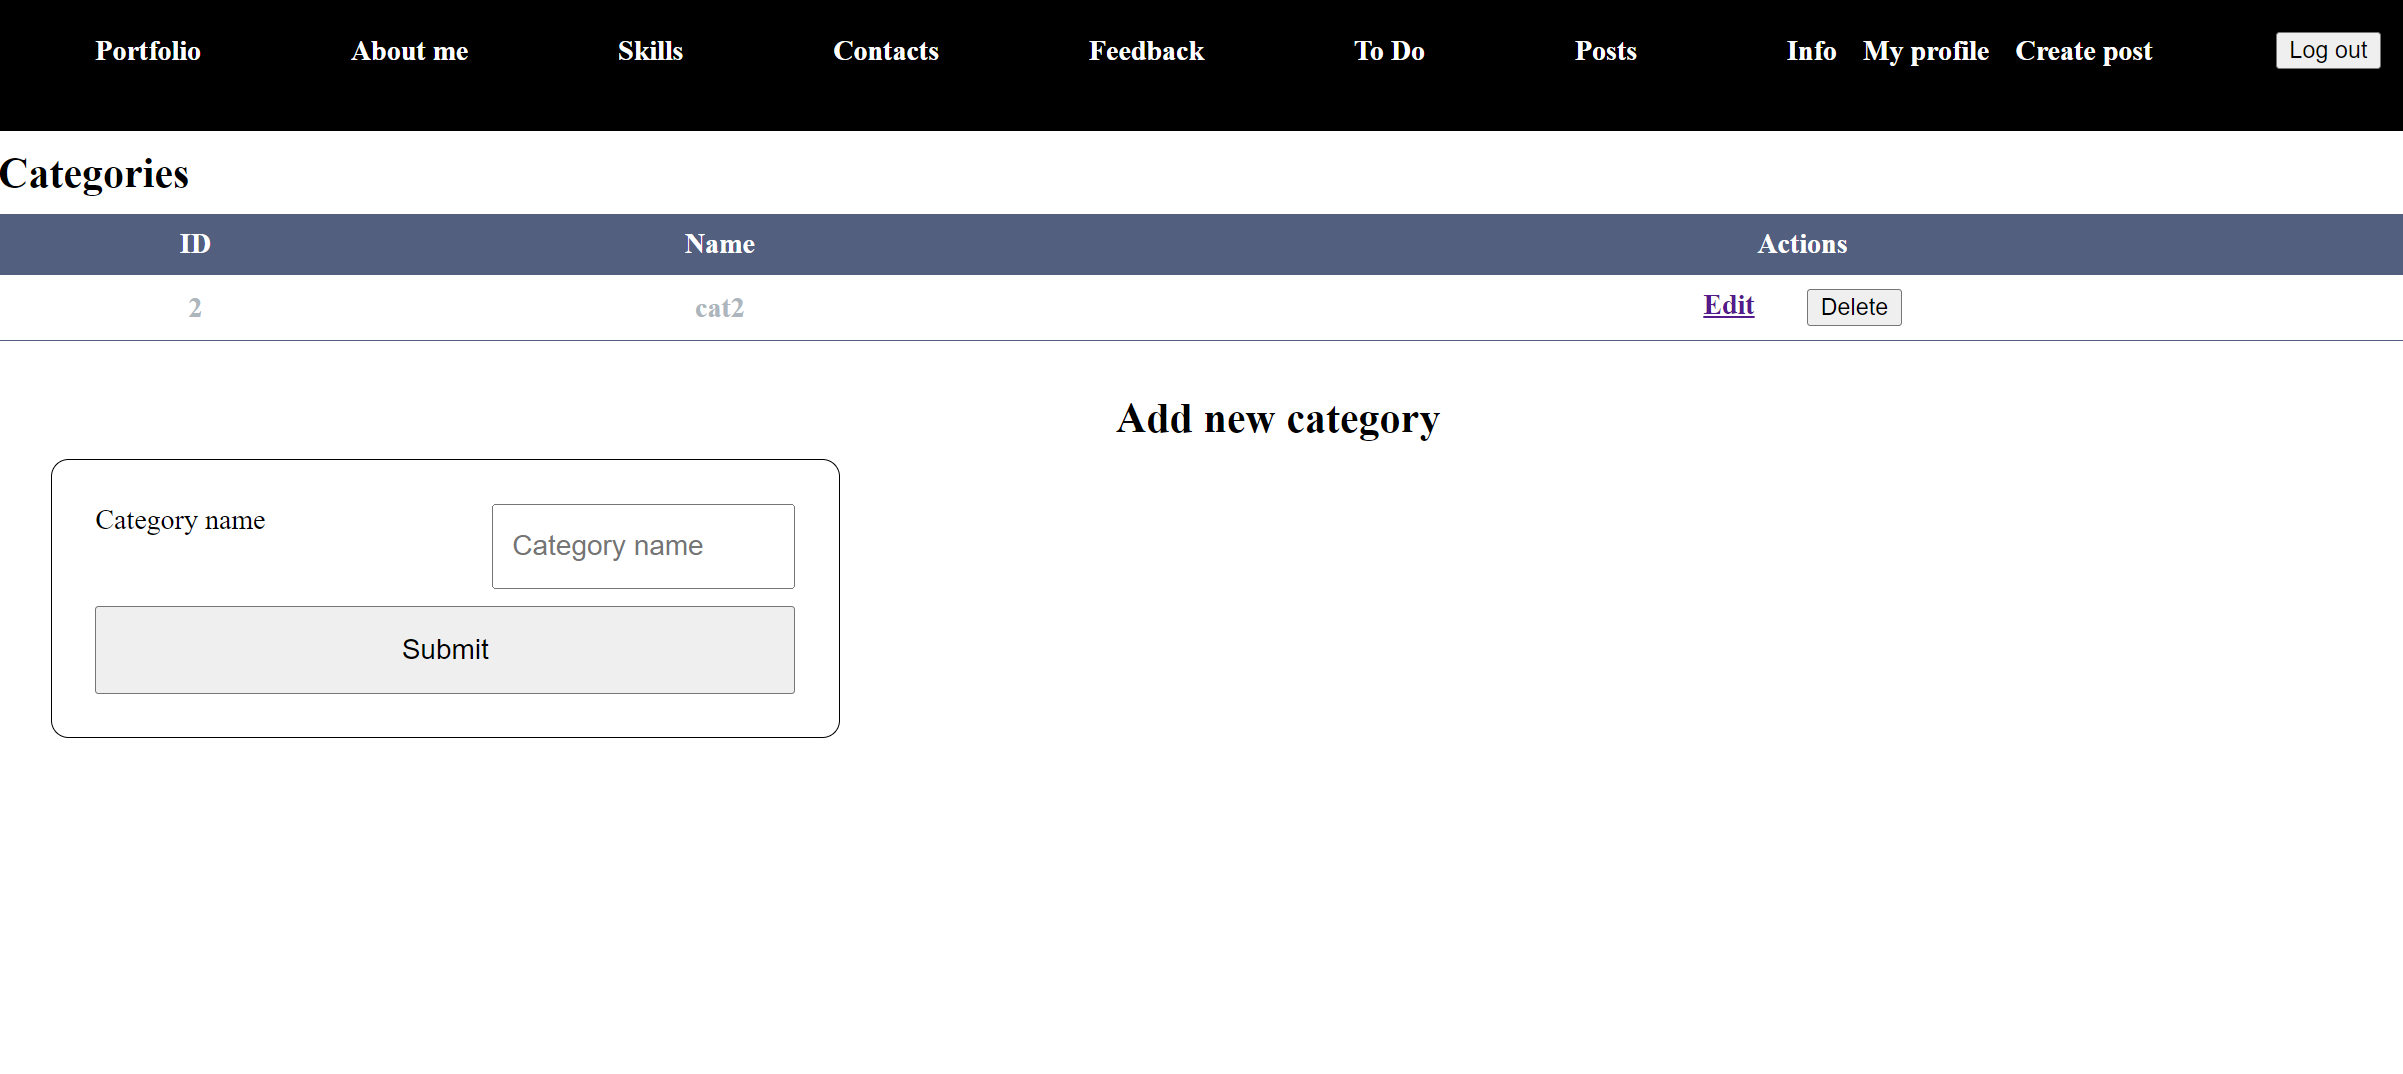 Portfolio About me Skills Contacts Feedback To Do Posts Info My profile Create post Log out
Categories
ID Name Actions
2 cat2 Edit Delete
Add new category
Category name Category name
Submit